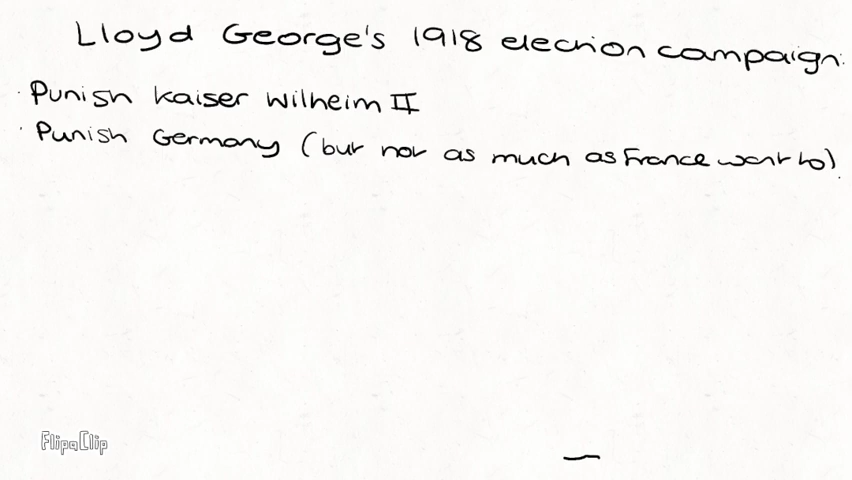 Lloyd George's 1918 election campaign:
· Punish Kaiser Wilheim II
· Punish Germany (but not as much as France want to).
FlipaClip